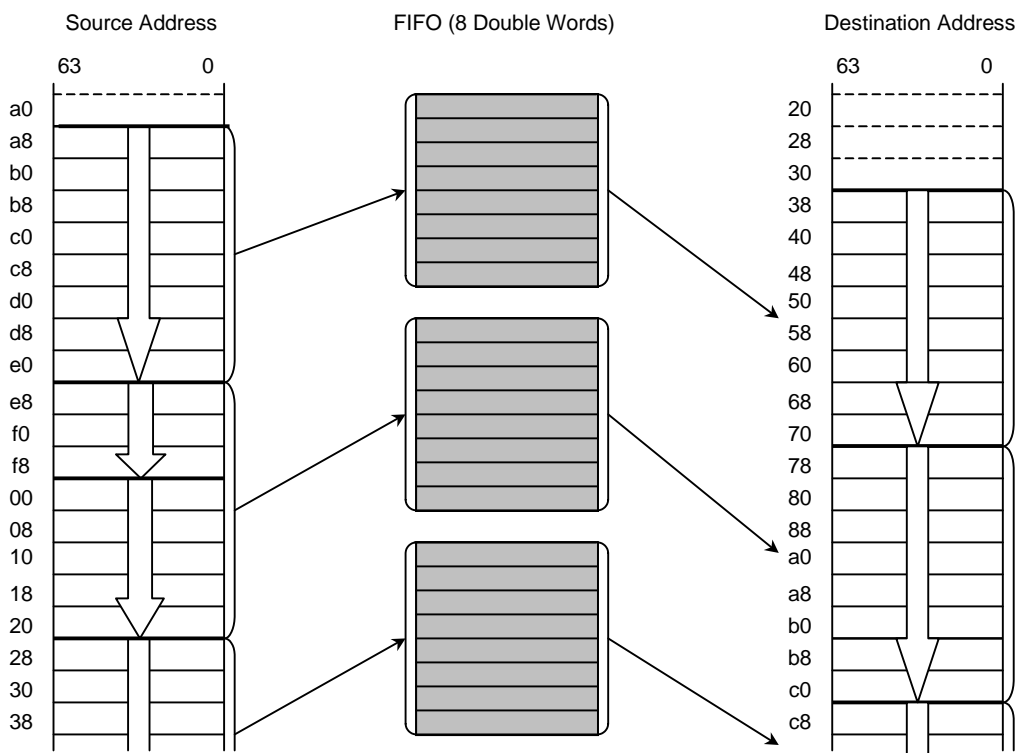 Source Address
FIFO (8 Double Words)
Destination Address
63 0
63 0
a0
a8
b0
b8
c0
c8
d0
d8
e0
e8
f0
f8
00
08
10
18
20
28
30
38
20
28
30
38
40
48
50
58
60
68
70
78
80
88
a0
a8
b0
b8
c0
c8